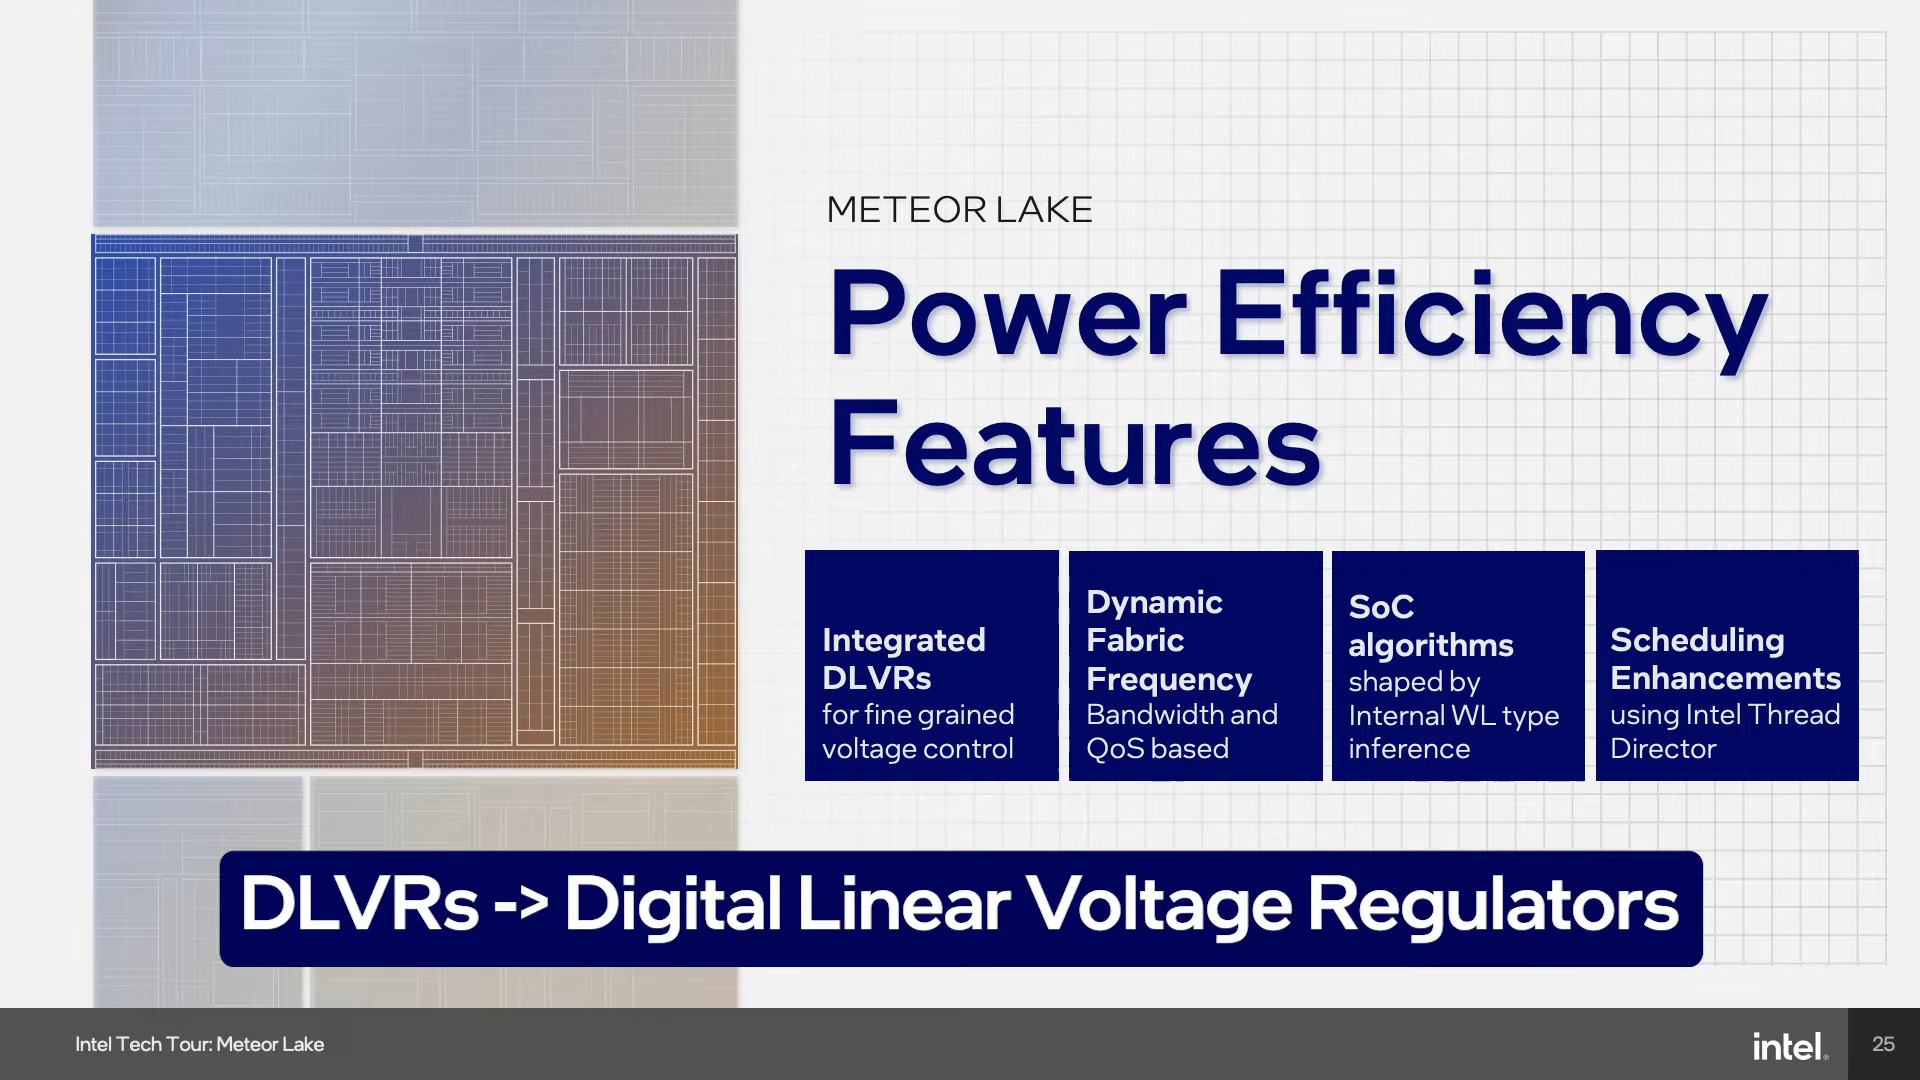 METEOR LAKE
Power Efficiency
Features
Integrated
DLVRs
for fine grained
voltage control
Dynamic
Fabric
Frequency
Bandwidth and
QoS based
SoC
algorithms
shaped by
Internal WL type
inference
Scheduling
Enhancements
using Intel Thread
Director
DLVRs -> Digital Linear Voltage Regulators
Intel Tech Tour: Meteor Lake
intel.
25